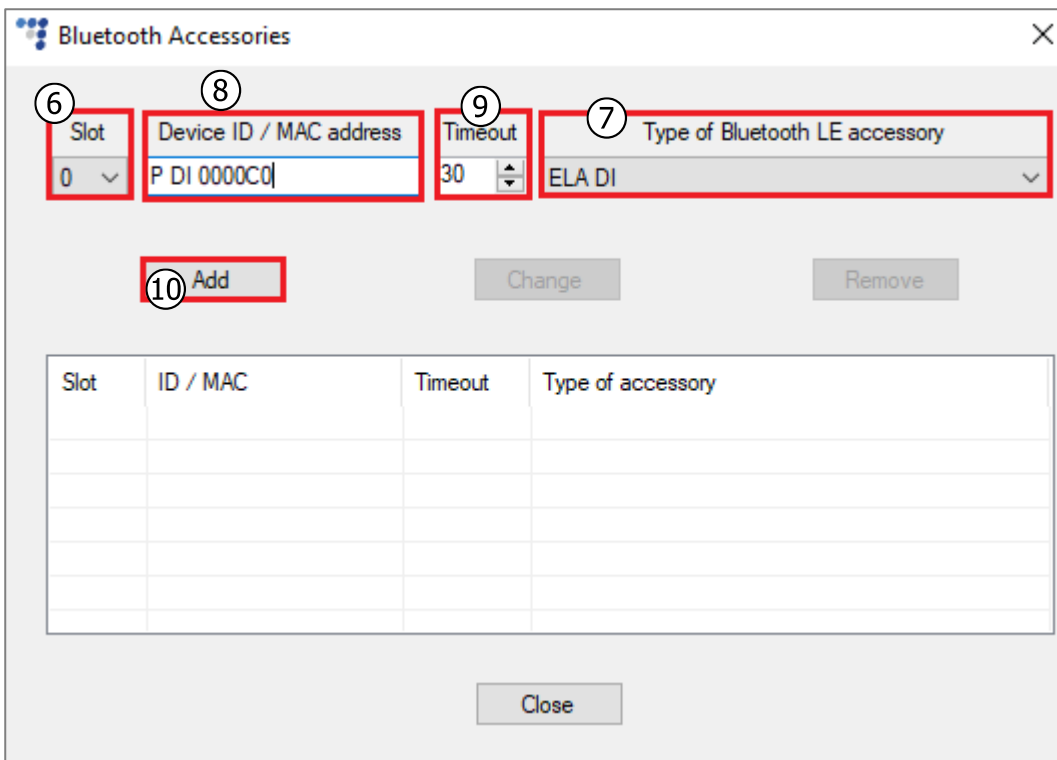 Bluetooth Accessories
⑥ ⑧ ⑨ ⑦
Slot Device ID / MAC address Timeout Type of Bluetooth LE accessory
0 P DI 0000C0 30 ELA DI
⑩ Add Change Remove
Slot ID / MAC Timeout Type of accessory
Close